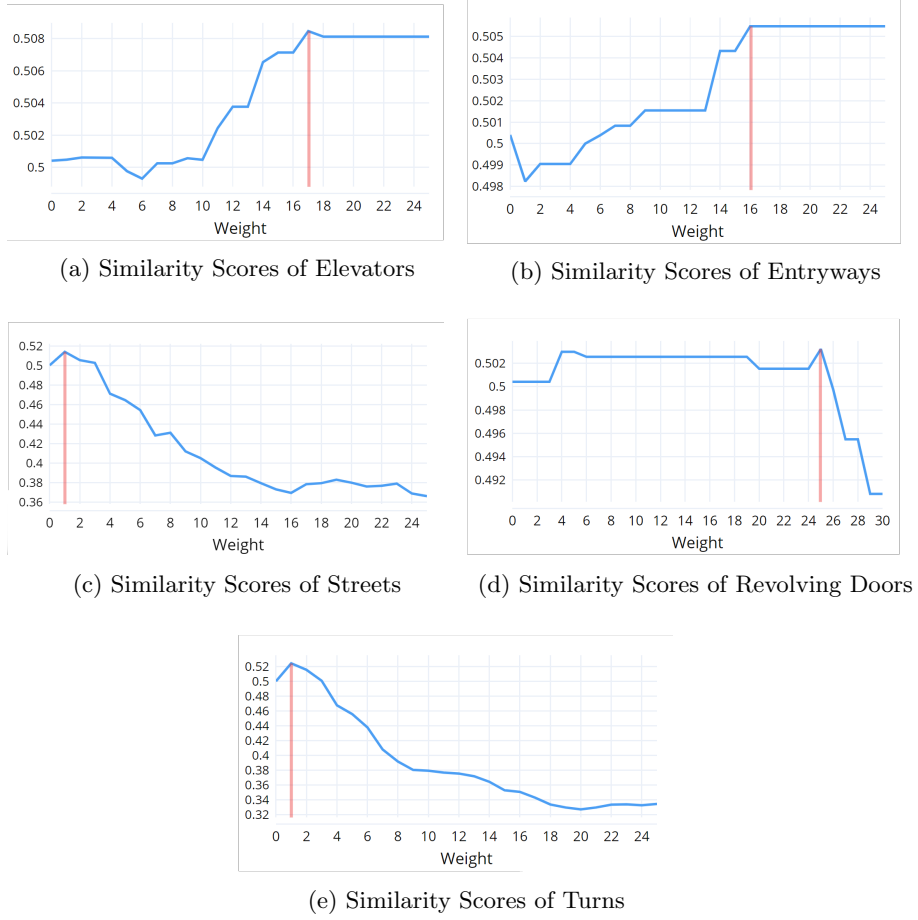 0.508
0.506
0.504
0.502
0.5
0 2 4 6 8 10 12 14 16 18 20 22 24
Weight
(a) Similarity Scores of Elevators
0.505
0.504
0.503
0.502
0.501
0.5
0.499
0.498
0 2 4 6 8 10 12 14 16 18 20 22 24
Weight
(b) Similarity Scores of Entryways
0.52
0.5
0.48
0.46
0.44
0.42
0.4
0.38
0.36
0 2 4 6 8 10 12 14 16 18 20 22 24
Weight
(c) Similarity Scores of Streets
0.502
0.5
0.498
0.496
0.494
0.492
0 2 4 6 8 10 12 14 16 18 20 22 24 26 28 30
Weight
(d) Similarity Scores of Revolving Doors
0.52
0.5
0.48
0.46
0.44
0.42
0.4
0.38
0.36
0.34
0.32
0 2 4 6 8 10 12 14 16 18 20 22 24
Weight
(e) Similarity Scores of Turns